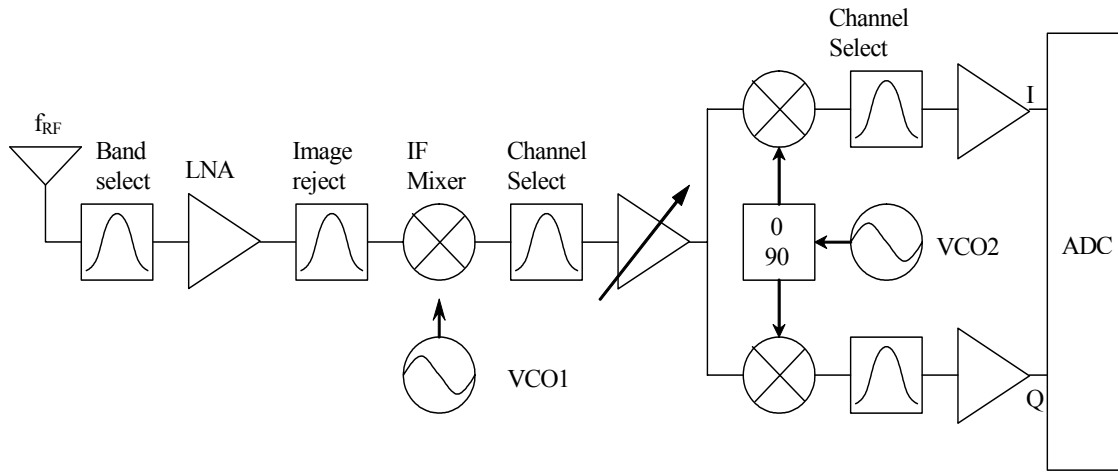 Channel
Select
I
f_RF
Band
select
LNA
Image
reject
IF
Mixer
Channel
Select
0
90
VCO2
ADC
VCO1
Q